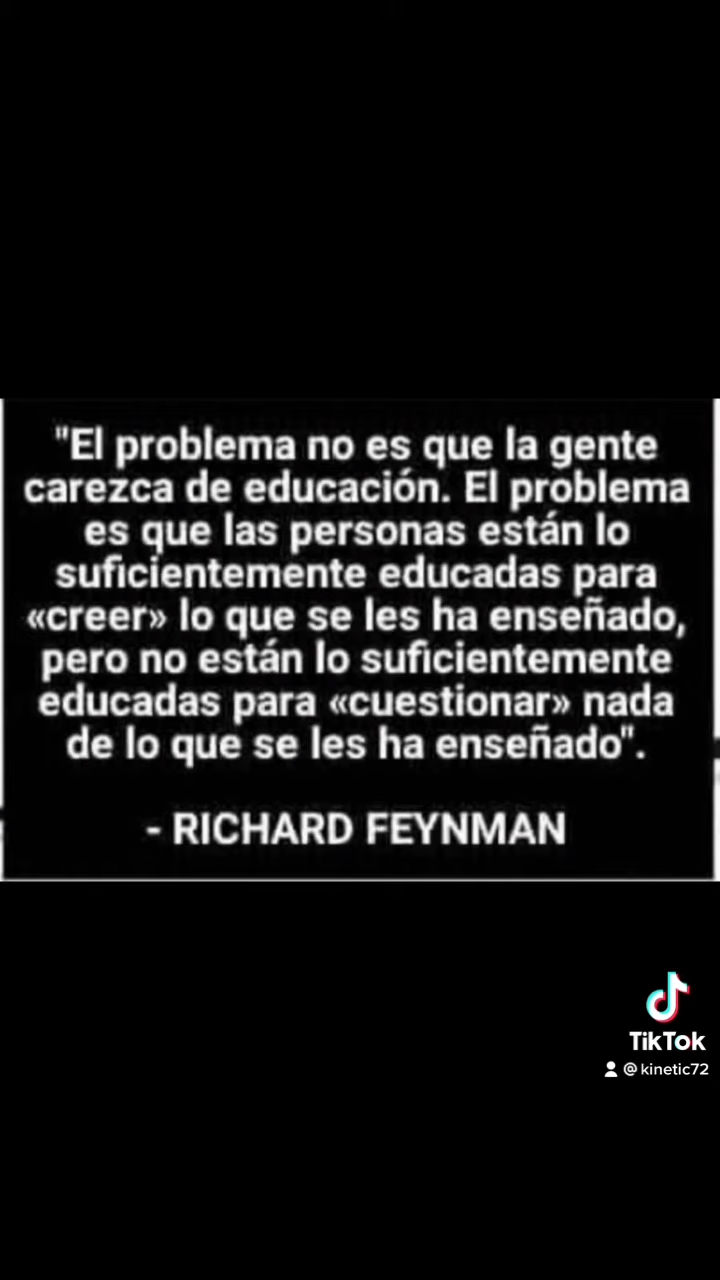 "El problema no es que la gente
carezca de educación. El problema
es que las personas están lo
suficientemente educadas para
«creer» lo que se les ha enseñado,
pero no están lo suficientemente
educadas para «cuestionar» nada
de lo que se les ha enseñado".
- RICHARD FEYNMAN
TikTok
@kinetic72